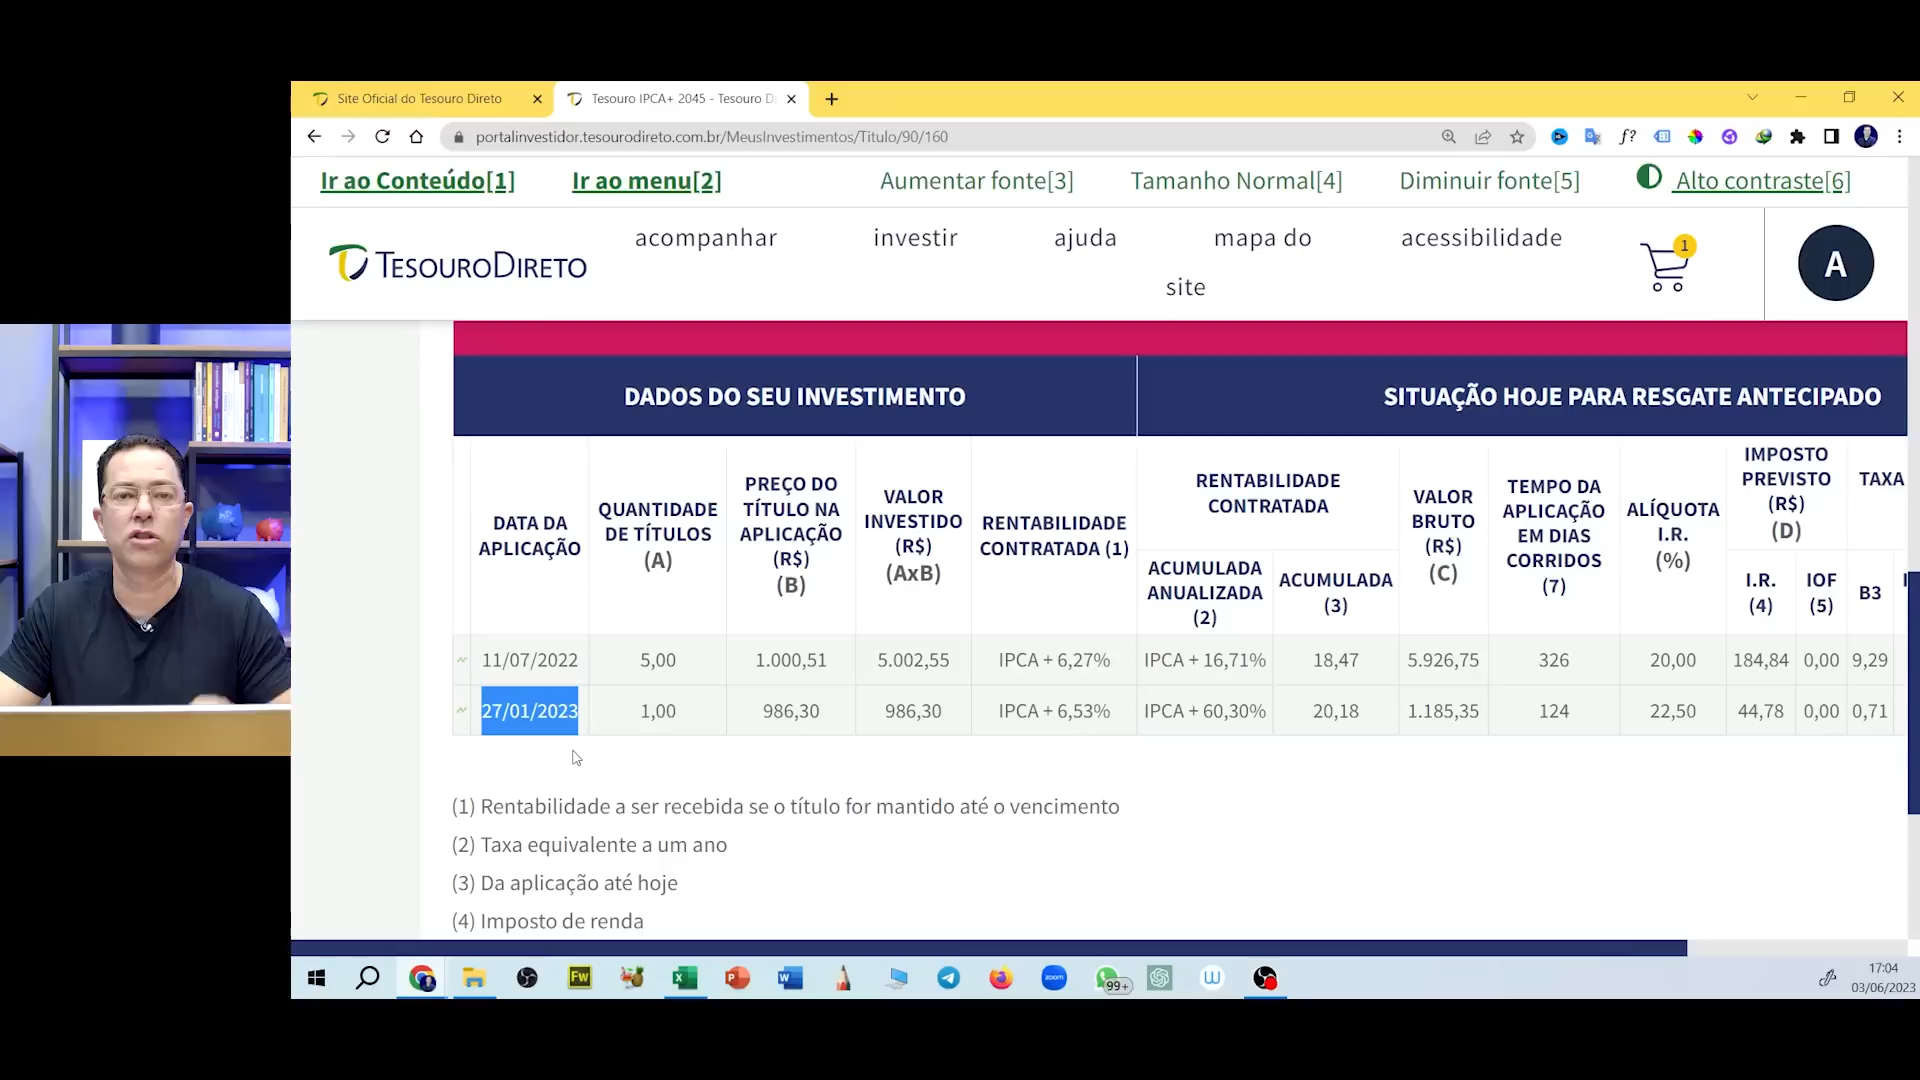 Site Oficial do Tesouro Direto
Tesouro IPCA+ 2045 - Tesouro D
portalinvestidor.tesourodireto.com.br/MeusInvestimentos/Titulo/90/160
Ir ao Conteúdo[1] Ir ao menu[2] Aumentar fonte[3] Tamanho Normal[4] Diminuir fonte[5] Alto contraste[6]
TESOURODIRETO
acompanhar investir ajuda mapa do site acessibilidade
1
A
DADOS DO SEU INVESTIMENTO
SITUAÇÃO HOJE PARA RESGATE ANTECIPADO
DATA DA
APLICAÇÃO
QUANTIDADE
DE TÍTULOS
(A)
PREÇO DO
TÍTULO NA
APLICAÇÃO
(R$)
(B)
VALOR
INVESTIDO
(R$)
(AxB)
RENTABILIDADE
CONTRATADA (1)
RENTABILIDADE
CONTRATADA
ACUMULADA
ANUALIZADA
(2)
ACUMULADA
(3)
VALOR
BRUTO
(R$)
(C)
TEMPO DA
APLICAÇÃO
EM DIAS
CORRIDOS
(7)
ALÍQUOTA
I.R.
(%)
IMPOSTO
PREVISTO
(R$)
(D)
I.R.
(4)
IOF
(5)
TAXA
B3
11/07/2022 5,00 1.000,51 5.002,55 IPCA + 6,27% IPCA + 16,71% 18,47 5.926,75 326 20,00 184,84 0,00 9,29
27/01/2023 1,00 986,30 986,30 IPCA + 6,53% IPCA + 60,30% 20,18 1.185,35 124 22,50 44,78 0,00 0,71
(1) Rentabilidade a ser recebida se o título for mantido até o vencimento
(2) Taxa equivalente a um ano
(3) Da aplicação até hoje
(4) Imposto de renda
Fw
zoom
99+
17:04
03/06/2023